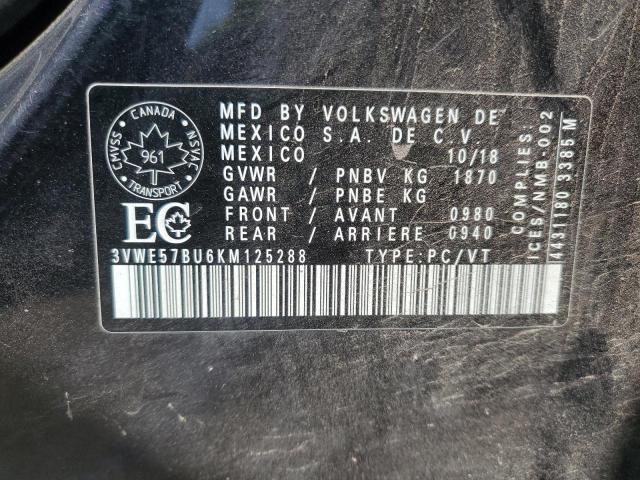 CANADA
CMVSS
NSVAC
961
TRANSPORT
EC
MFD BY VOLKSWAGEN DE
MEXICO S.A. DE C.V.
MEXICO 10/18
GVWR / PNBV KG 1870
GAWR / PNBE KG
FRONT / AVANT 0980
REAR / ARRIERE 0940
3VWE57BU6KM125288 TYPE:PC/VT
COMPLIES
ICES/NMB-002
4491180 3385M